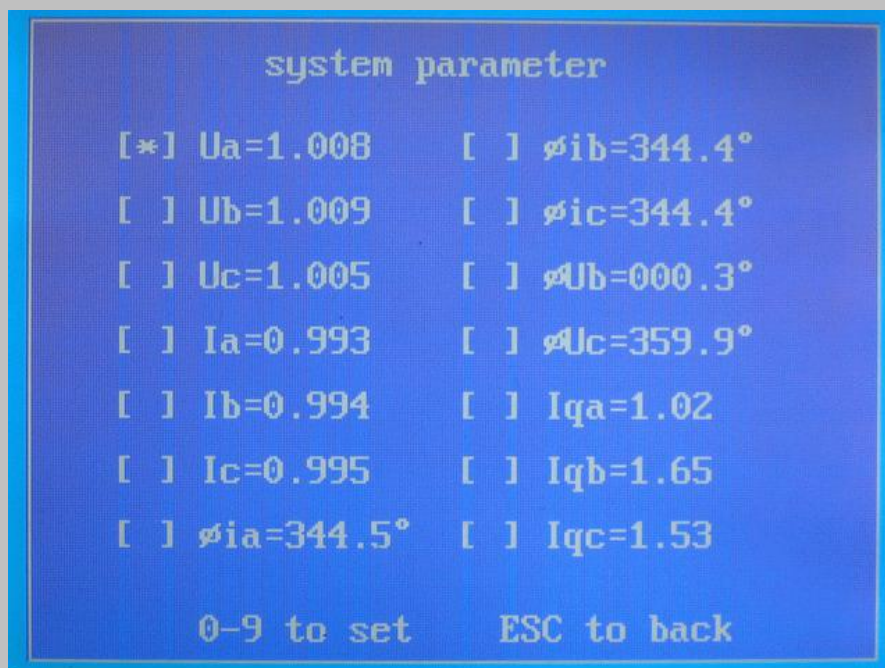 system parameter
[*] Ua=1.008 [ ] øib=344.4°
[ ] Ub=1.009 [ ] øic=344.4°
[ ] Uc=1.005 [ ] øUb=000.3°
[ ] Ia=0.993 [ ] øUc=359.9°
[ ] Ib=0.994 [ ] Iqa=1.02
[ ] Ic=0.995 [ ] Iqb=1.65
[ ] øia=344.5° [ ] Iqc=1.53
0-9 to set ESC to back